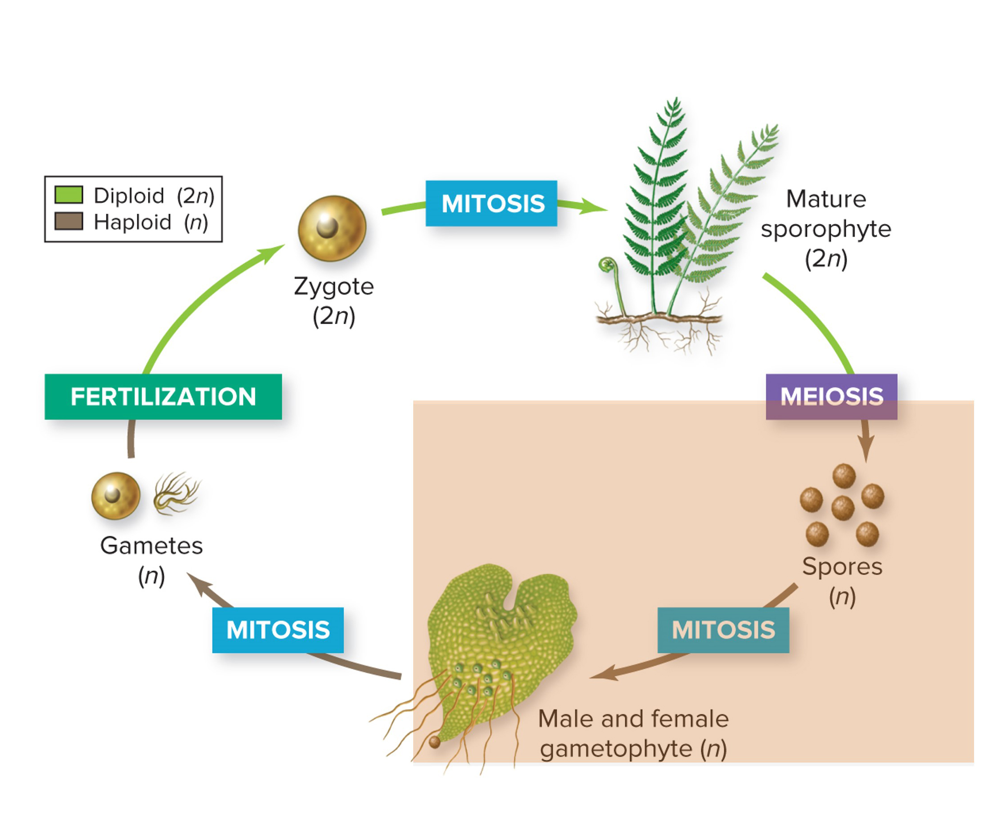 Diploid (2n)
Haploid (n)
MITOSIS
Mature
sporophyte
(2n)
Zygote
(2n)
FERTILIZATION
MEIOSIS
Gametes
(n)
Spores
(n)
MITOSIS
MITOSIS
Male and female
gametophyte (n)